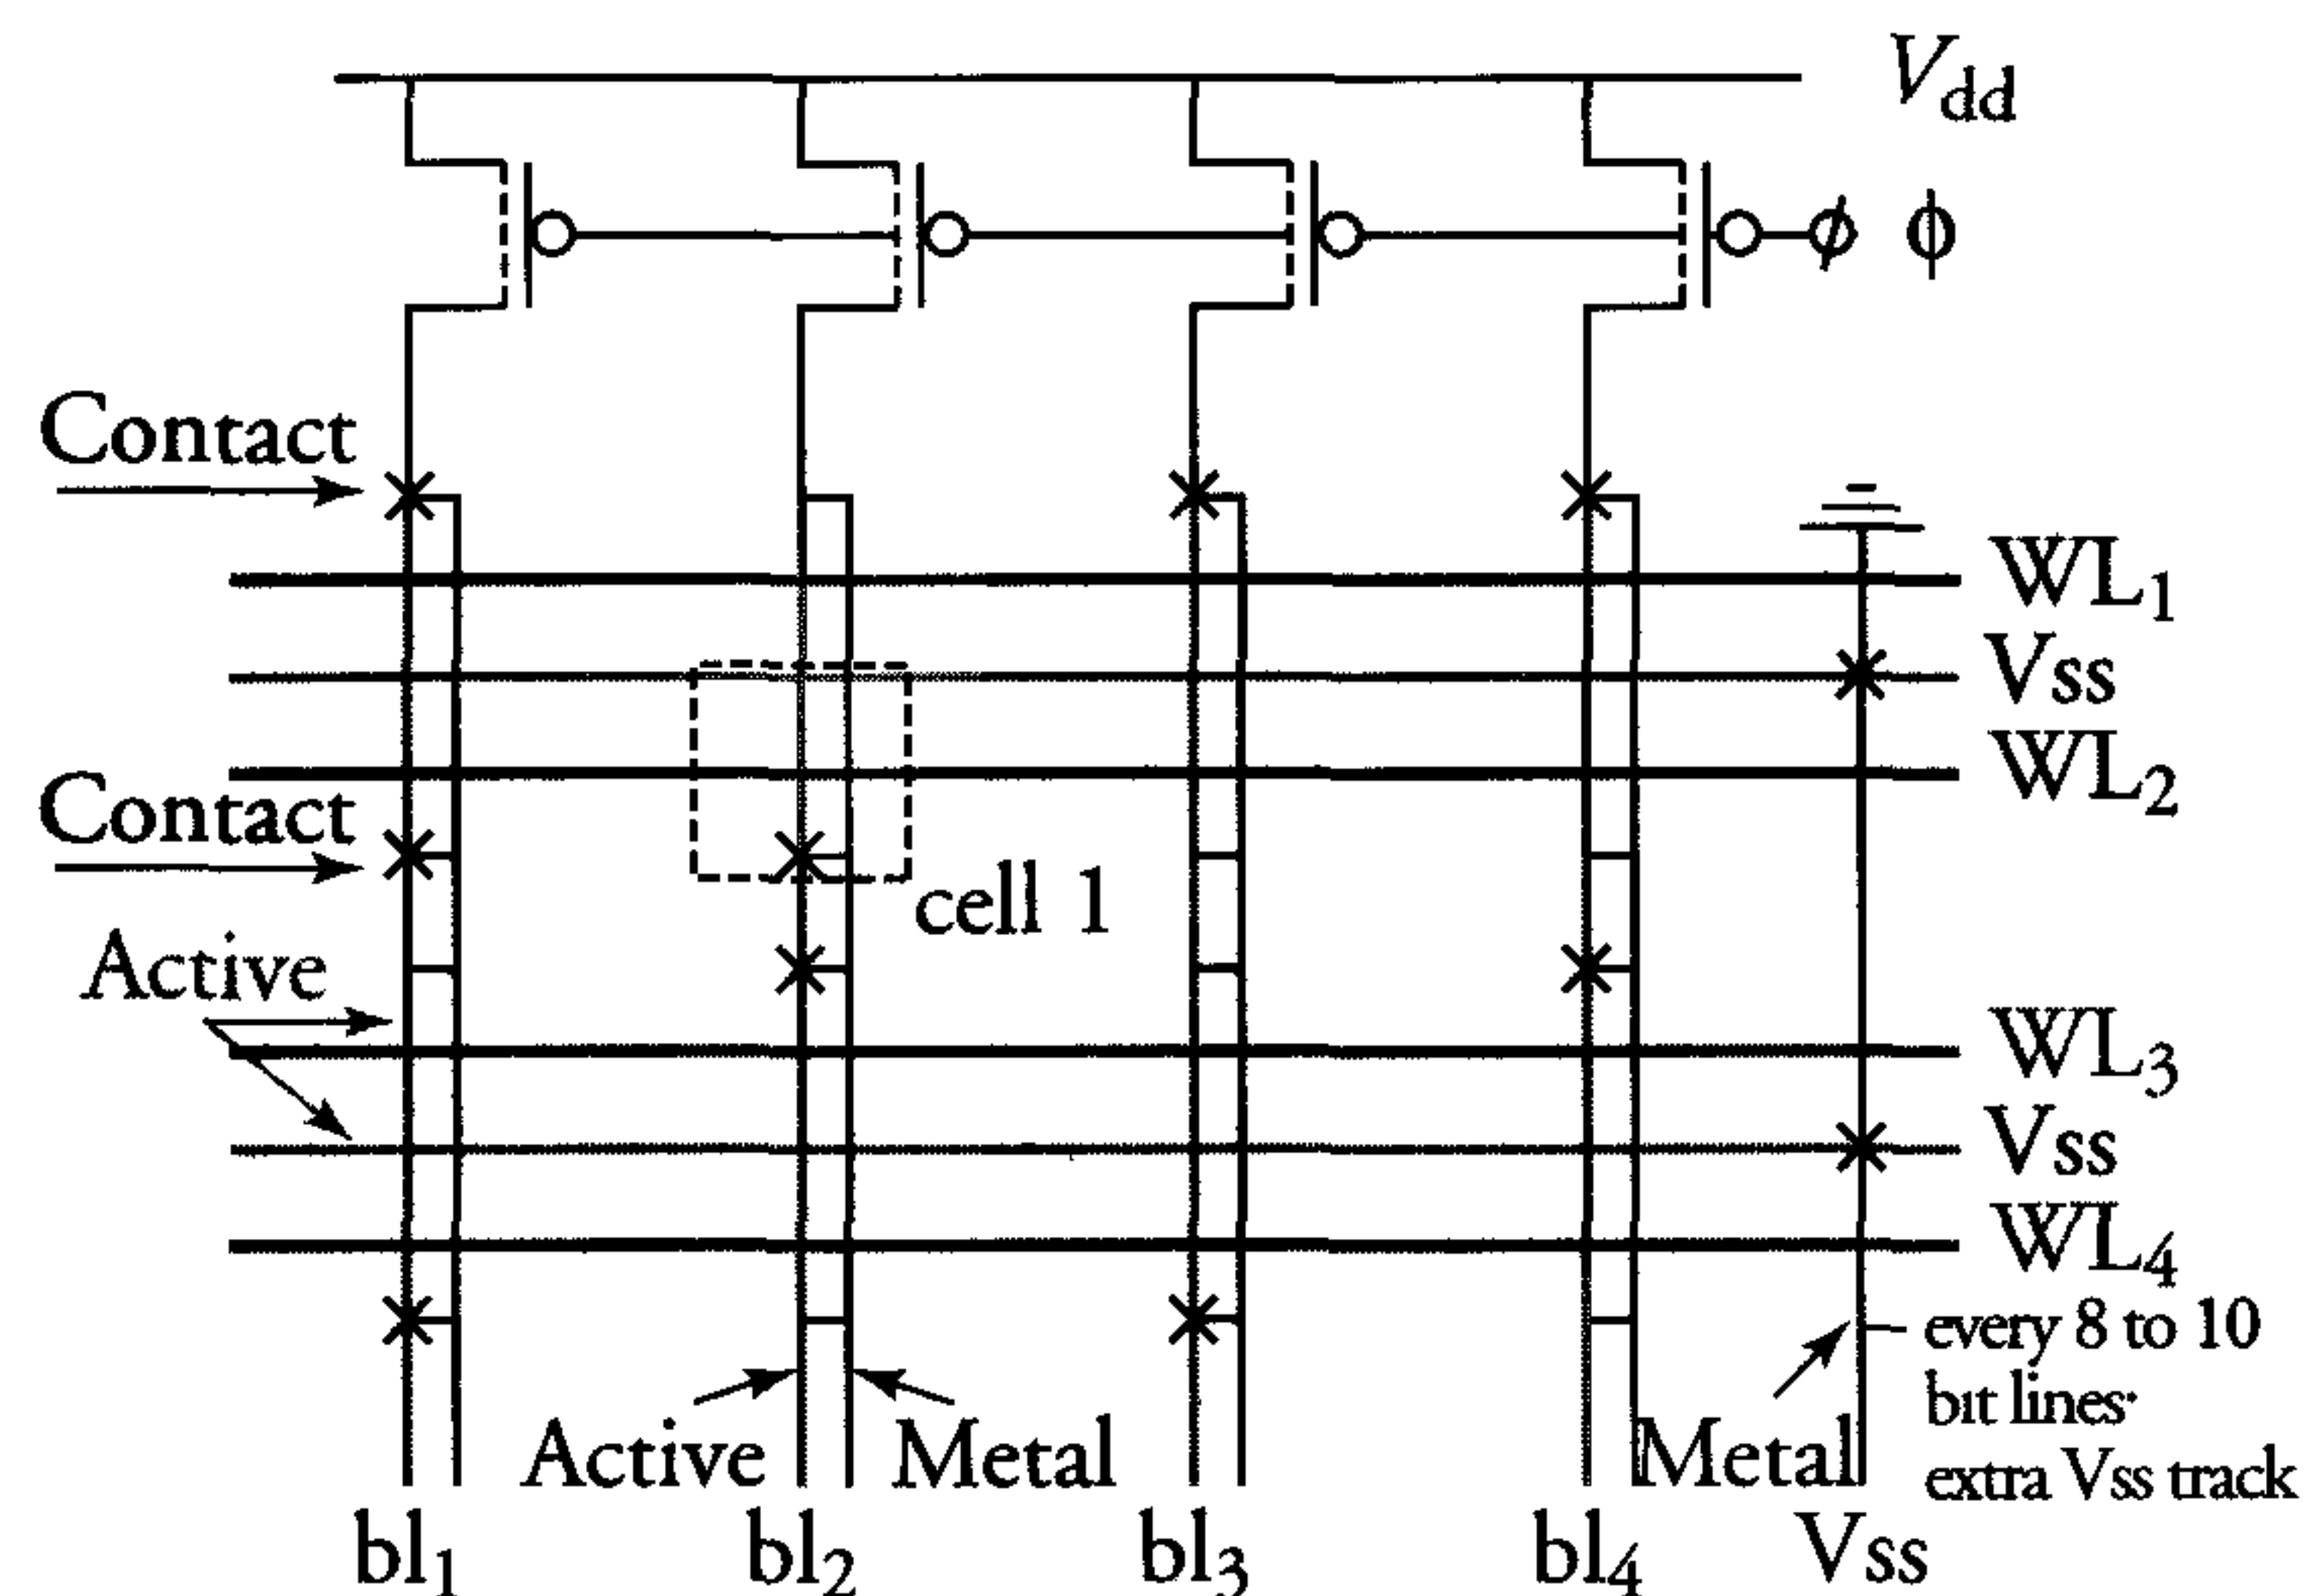 Vdd
ϕ ϕ
Contact
WL1
Vss
WL2
Contact
cell 1
Active
WL3
Vss
WL4
every 8 to 10
bit lines:
extra Vss track
Active
Metal
Metal
bl1
bl2
bl3
bl4
Vss